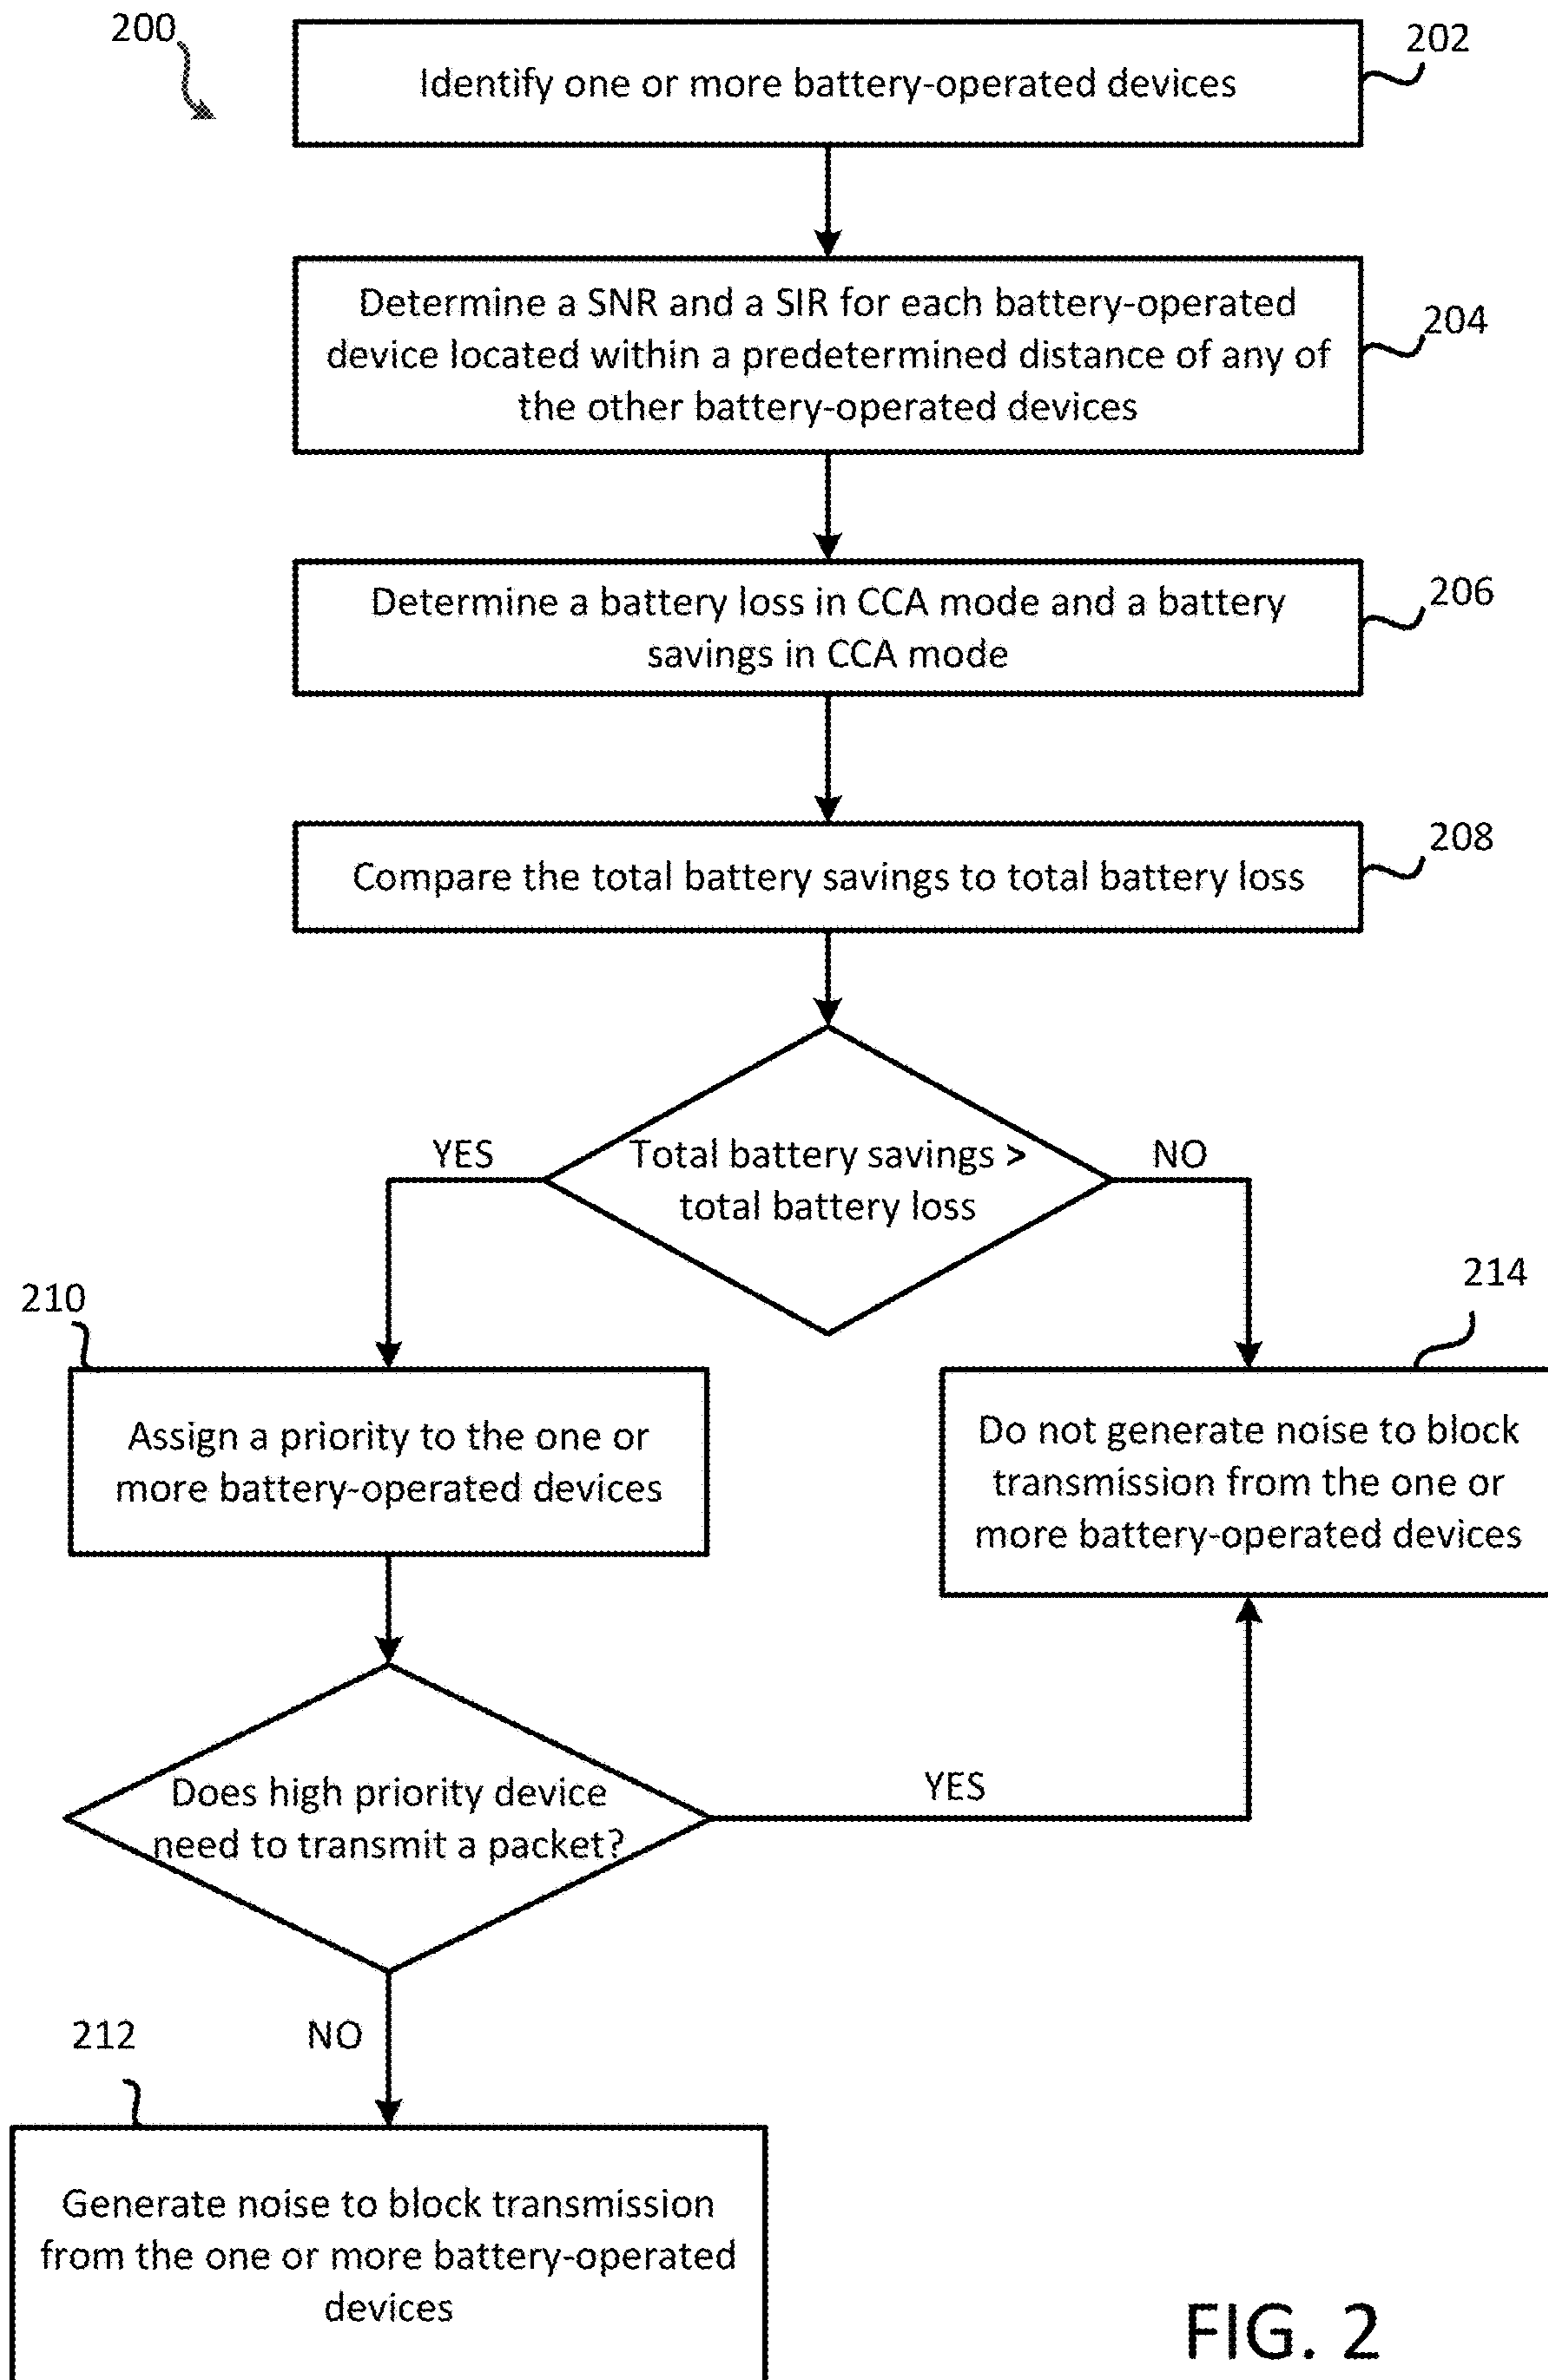 200
202
Identify one or more battery-operated devices
204
Determine a SNR and a SIR for each battery-operated
device located within a predetermined distance of any of
the other battery-operated devices
206
Determine a battery loss in CCA mode and a battery
savings in CCA mode
208
Compare the total battery savings to total battery loss
YES
Total battery savings >
total battery loss
NO
210
214
Assign a priority to the one or
more battery-operated devices
Do not generate noise to block
transmission from the one or
more battery-operated devices
Does high priority device
need to transmit a packet?
YES
212
NO
Generate noise to block transmission
from the one or more battery-operated
devices
FIG. 2